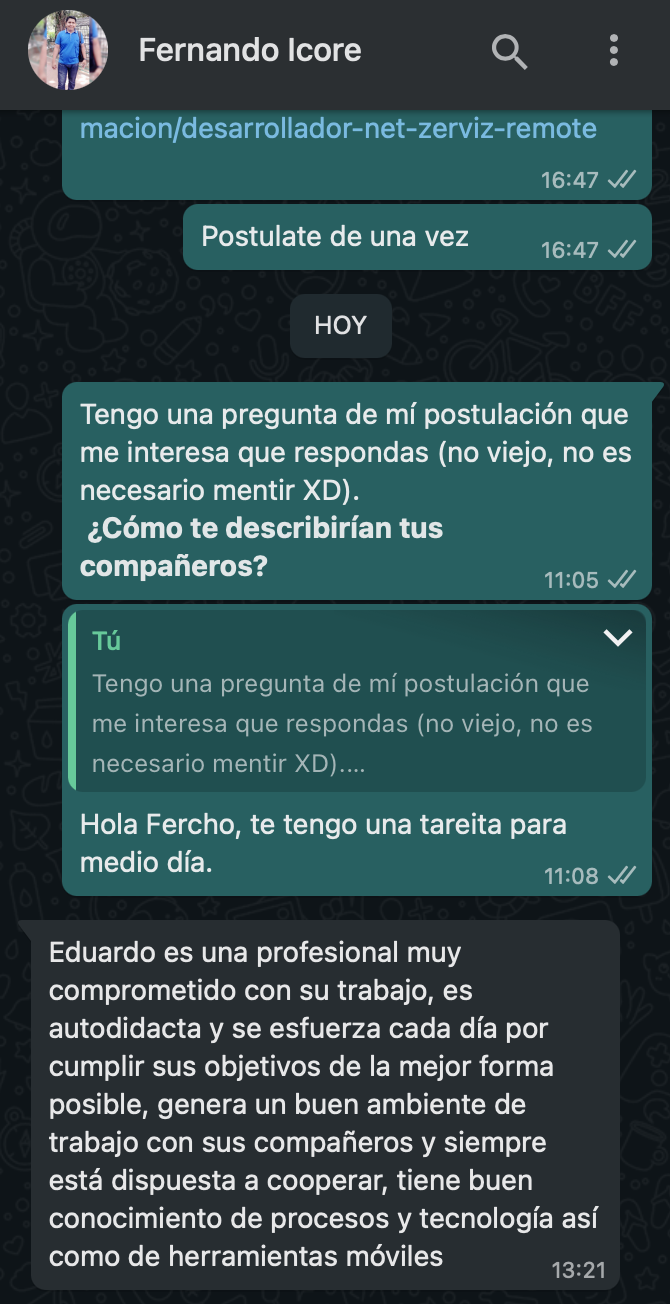 Fernando Icore
macion/desarrollador-net-zerviz-remote
16:47
Postulate de una vez
16:47
HOY
Tengo una pregunta de mí postulación que
me interesa que respondas (no viejo, no es
necesario mentir XD).
¿Cómo te describirían tus
compañeros?
11:05
Tú
Tengo una pregunta de mí postulación que
me interesa que respondas (no viejo, no es
necesario mentir XD)....
Hola Fercho, te tengo una tareita para
medio día.
11:08
Eduardo es una profesional muy
comprometido con su trabajo, es
autodidacta y se esfuerza cada día por
cumplir sus objetivos de la mejor forma
posible, genera un buen ambiente de
trabajo con sus compañeros y siempre
está dispuesta a cooperar, tiene buen
conocimiento de procesos y tecnología así
como de herramientas móviles
13:21